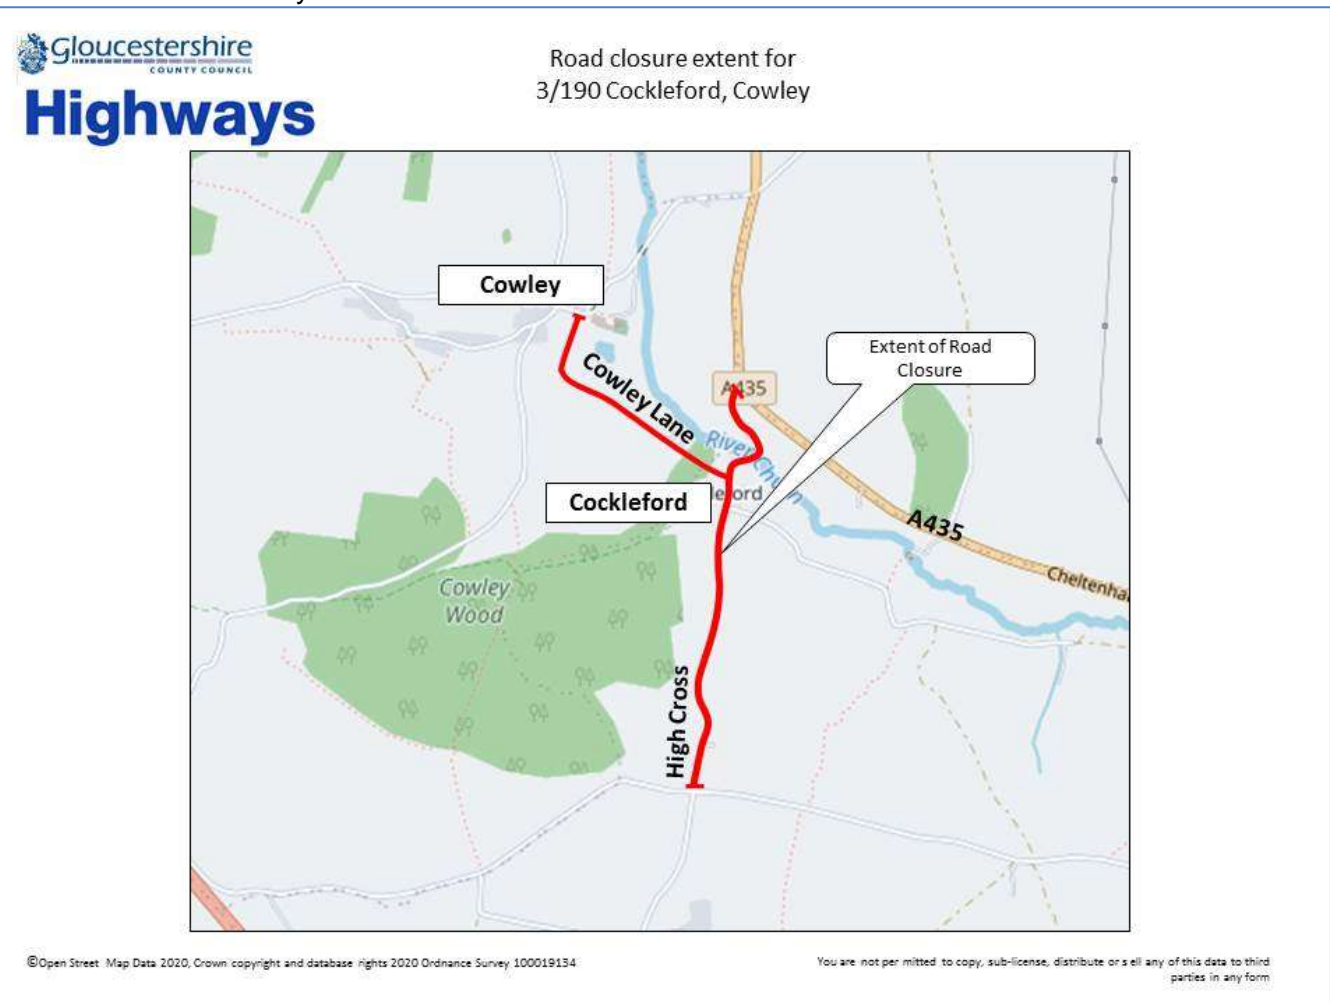 Gloucestershire
COUNTY COUNCIL
Highways
Road closure extent for
3/190 Cockleford, Cowley
Cowley
Extent of Road
Closure
Cowley Lane
A435
River Churn
Cockleford
A435
Cowley
Wood
High Cross
©Open Street Map Data 2020, Crown copyright and database rights 2020 Ordnance Survey 100019134
You are not per mitted to copy, sub-license, distribute or s ell any of this data to third
parties in any form